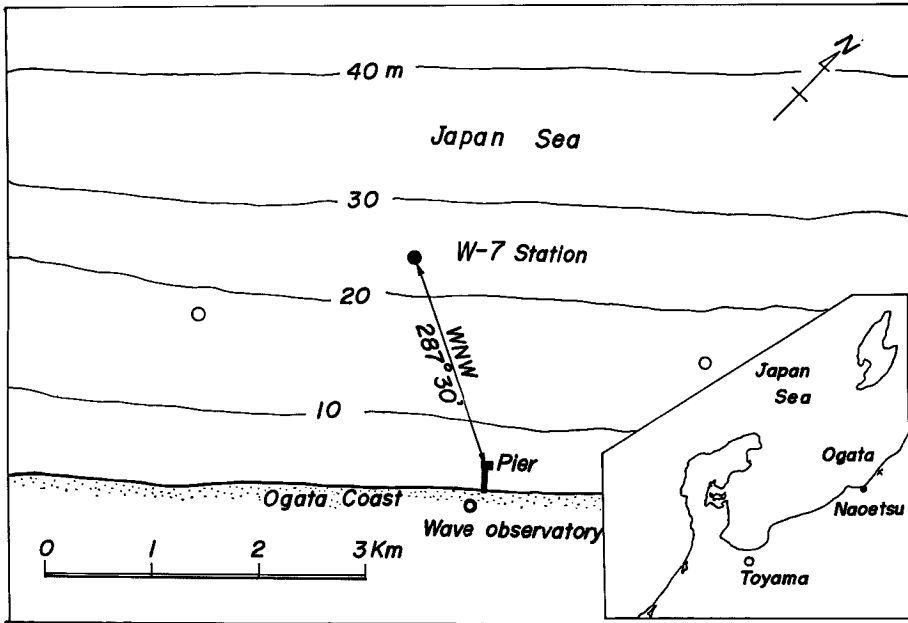 N
40 m
Japan Sea
30
W-7 Station
20
WNW
287°30'
10
Pier
Ogata Coast
Wave observatory
0 1 2 3 Km
Japan
Sea
Ogata
Naoetsu
Toyama